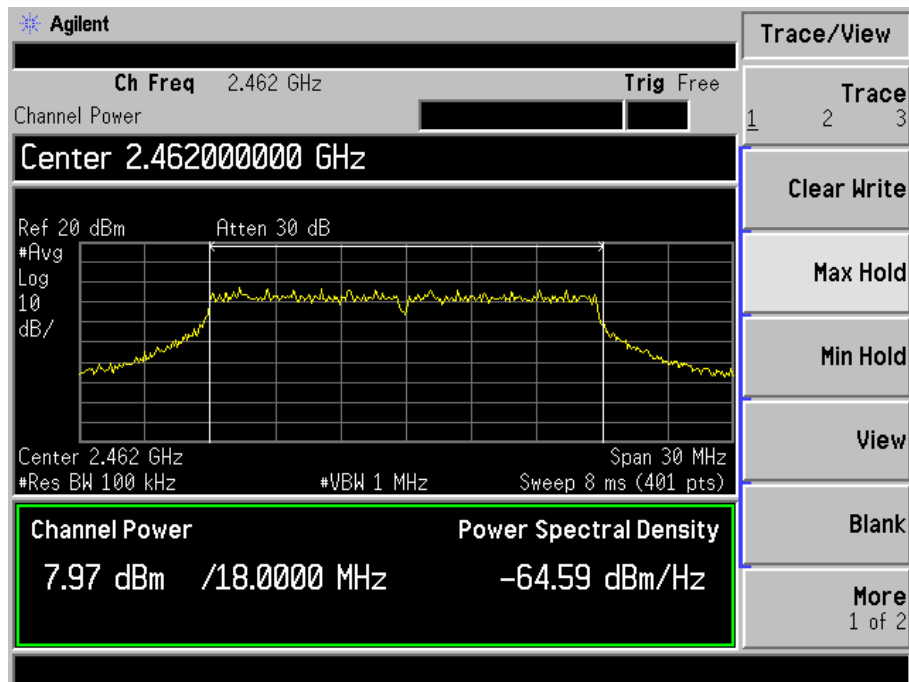 Agilent
Trace/View
Ch Freq 2.462 GHz Trig Free
Channel Power
Trace
1 2 3
Center 2.462000000 GHz
Clear Write
Ref 20 dBm Atten 30 dB
#Avg
Log
10
dB/
Max Hold
Min Hold
View
Center 2.462 GHz Span 30 MHz
#Res BW 100 kHz #VBW 1 MHz Sweep 8 ms (401 pts)
Channel Power Power Spectral Density
7.97 dBm /18.0000 MHz -64.59 dBm/Hz
Blank
More
1 of 2